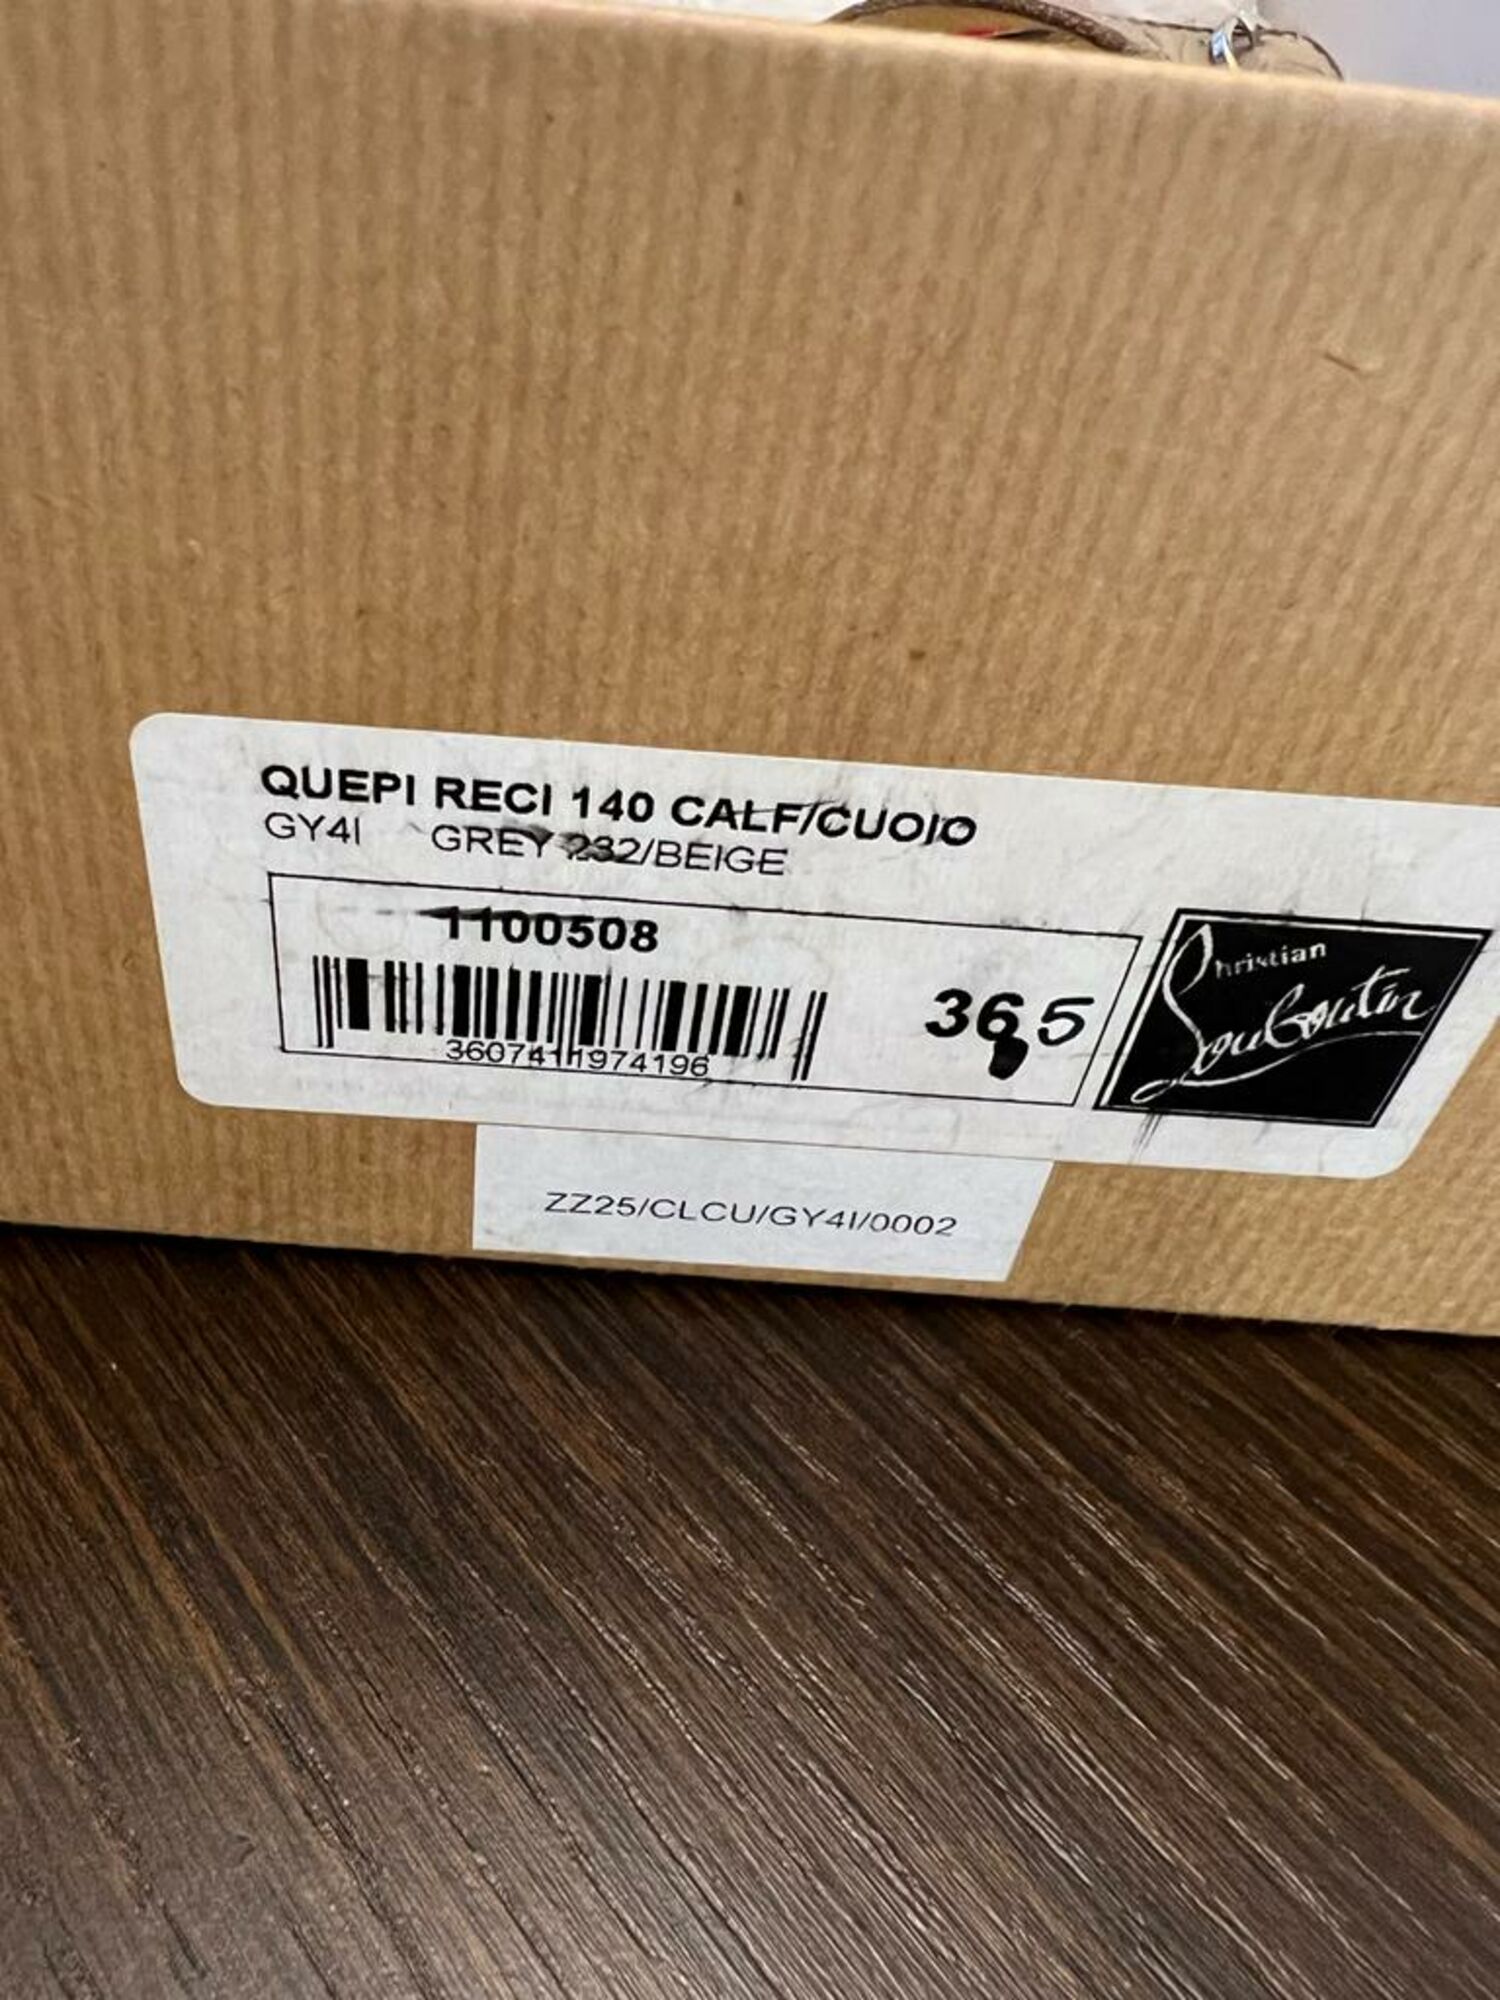 QUEPI RECI 140 CALF/CUOIO
GY4I GREY 232/BEIGE
1100508
3607411974196
36,5
Christian
Louboutin
ZZ25/CLCU/GY4I/0002